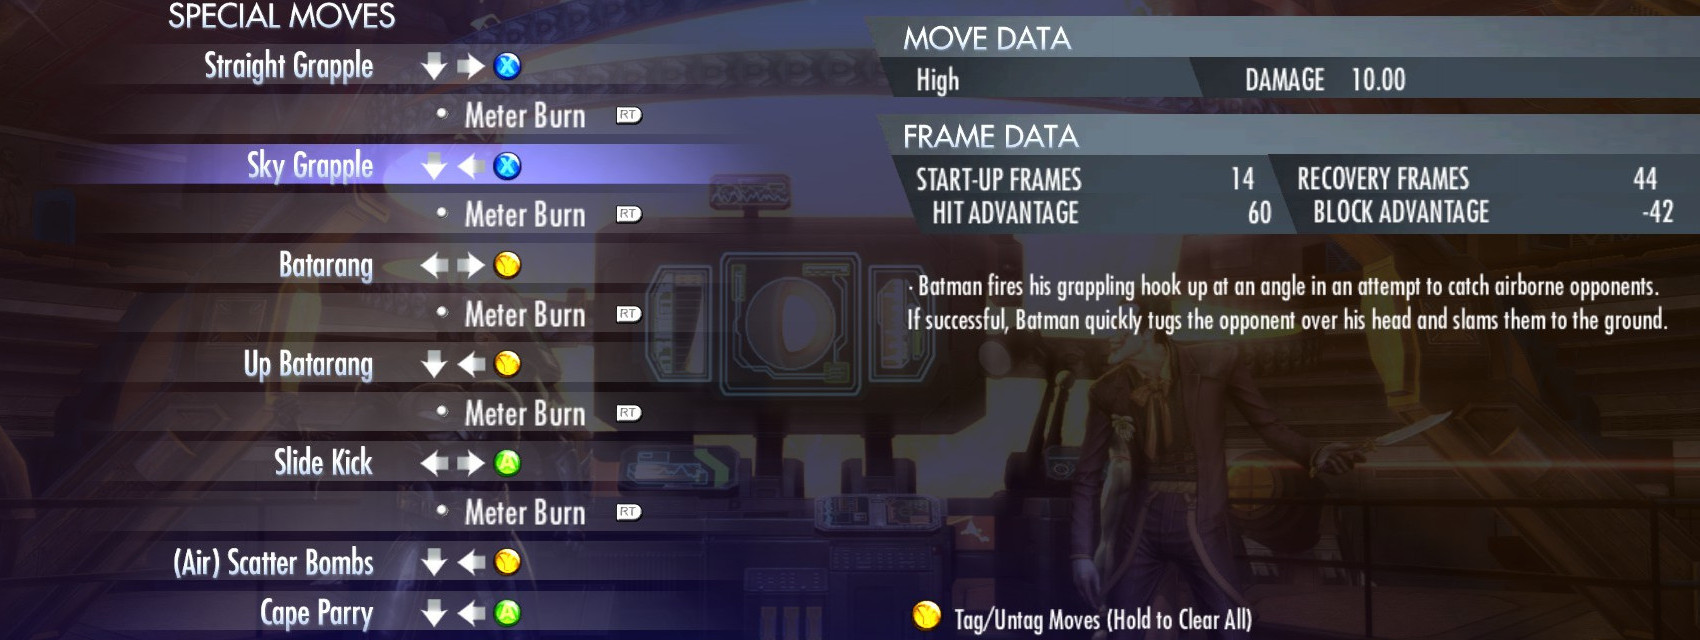 SPECIAL MOVES
Straight Grapple X
• Meter Burn RT
Sky Grapple X
• Meter Burn RT
Batarang Y
• Meter Burn RT
Up Batarang Y
• Meter Burn RT
Slide Kick A
• Meter Burn RT
(Air) Scatter Bombs Y
Cape Parry A
MOVE DATA
High DAMAGE 10.00
FRAME DATA
START-UP FRAMES 14 RECOVERY FRAMES 44
HIT ADVANTAGE 60 BLOCK ADVANTAGE -42
· Batman fires his grappling hook up at an angle in an attempt to catch airborne opponents.
If successful, Batman quickly tugs the opponent over his head and slams them to the ground.
Y Tag/Untag Moves (Hold to Clear All)